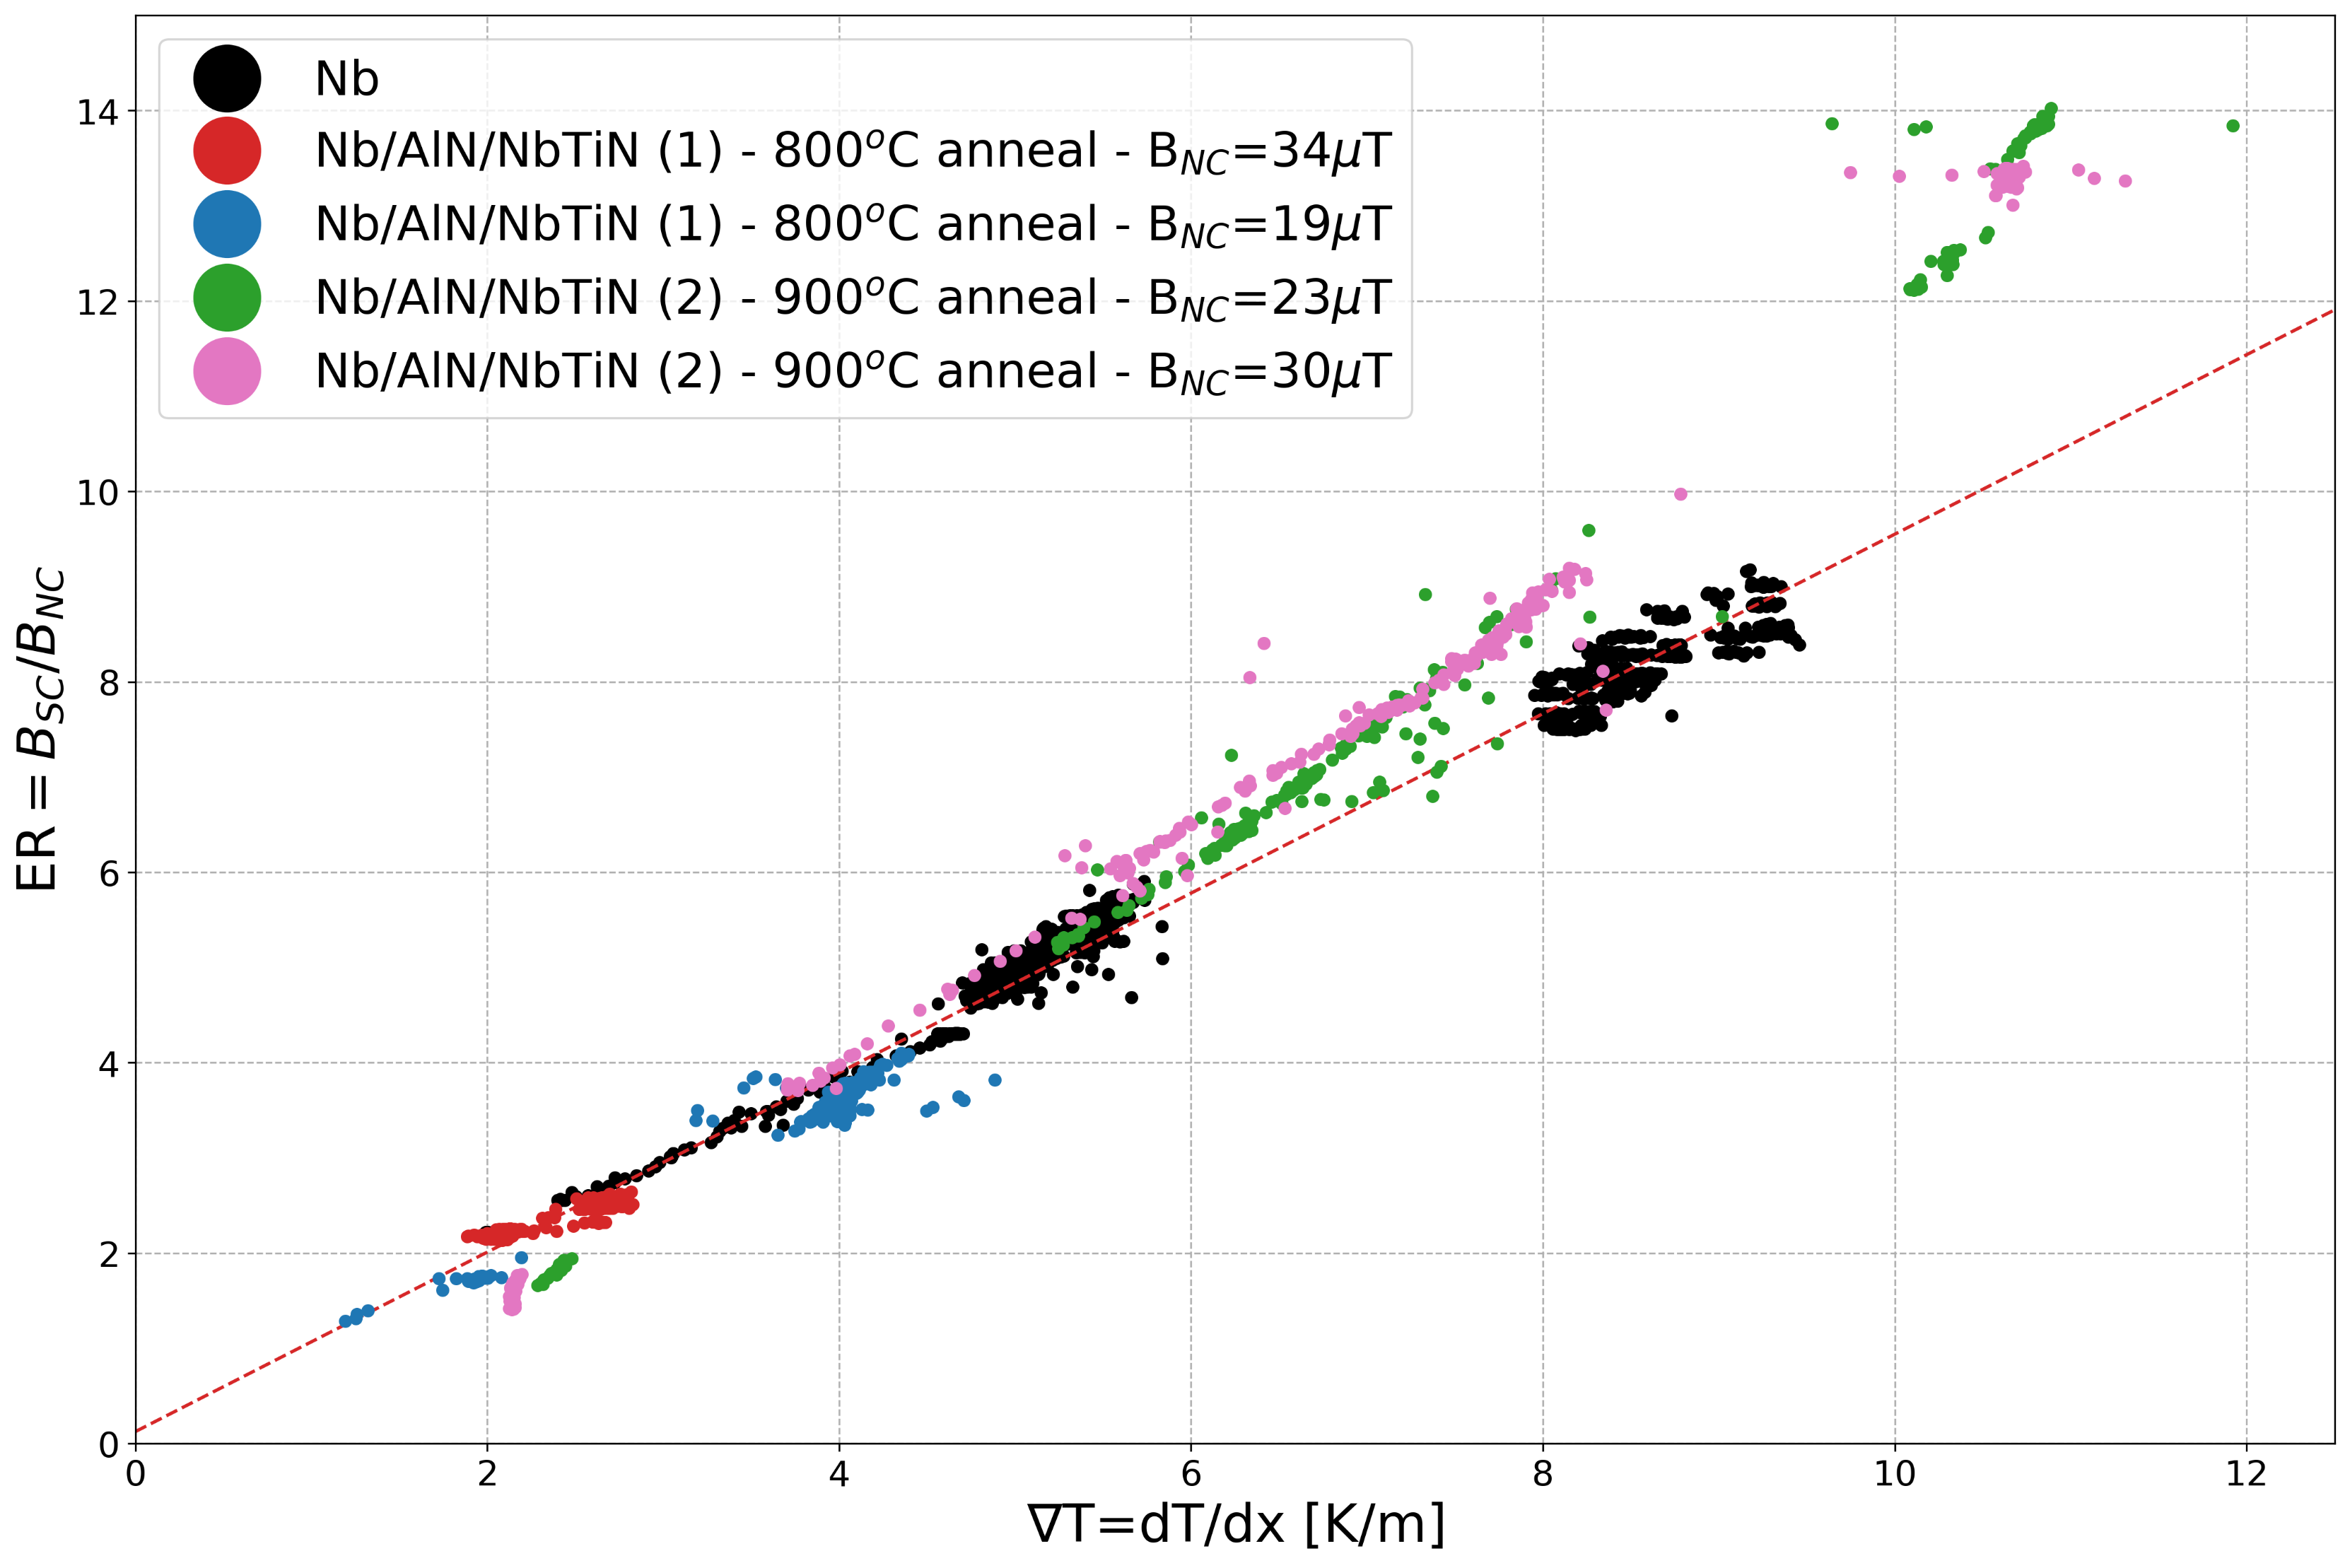 Nb
Nb/AlN/NbTiN (1) - 800°C anneal - B_NC=34μT
Nb/AlN/NbTiN (1) - 800°C anneal - B_NC=19μT
Nb/AlN/NbTiN (2) - 900°C anneal - B_NC=23μT
Nb/AlN/NbTiN (2) - 900°C anneal - B_NC=30μT
ER = B_SC/B_NC
14
12
10
8
6
4
2
0
0 2 4 6 8 10 12
∇T=dT/dx [K/m]